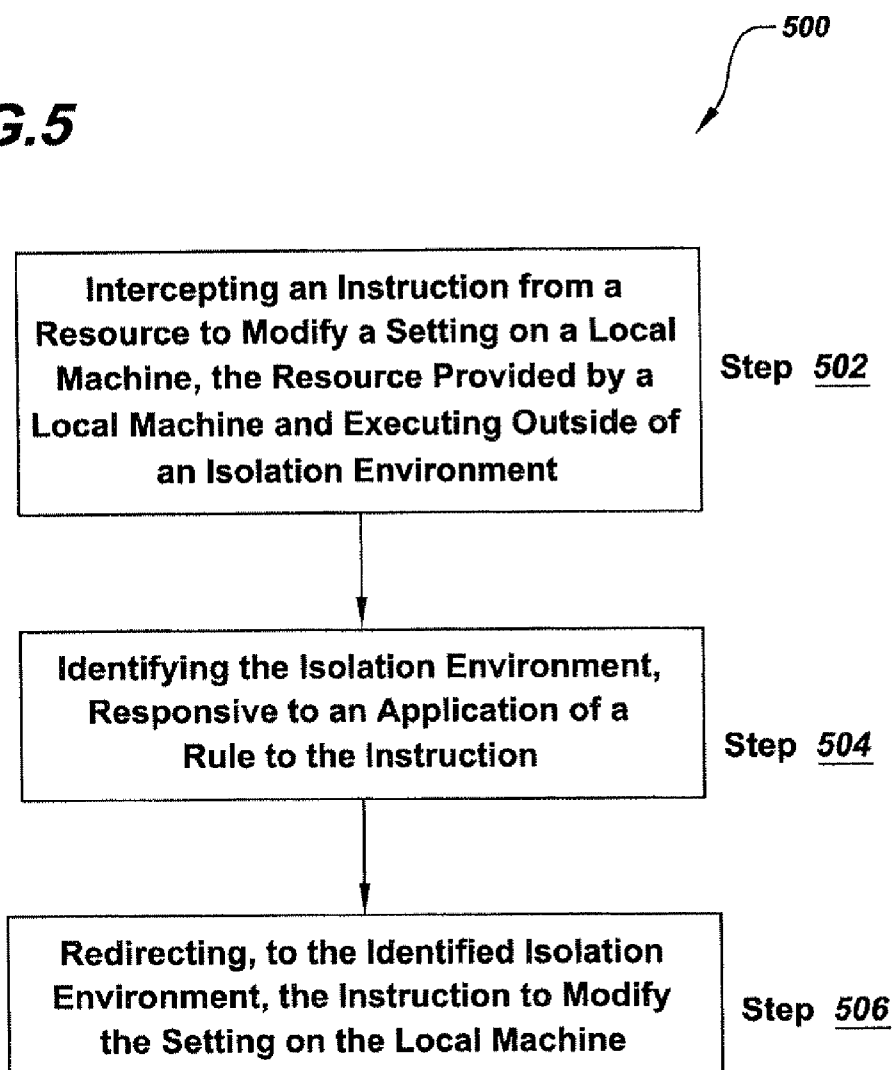 500
G.5
Intercepting an Instruction from a
Resource to Modify a Setting on a Local
Machine, the Resource Provided by a
Local Machine and Executing Outside of
an Isolation Environment
Step 502
Identifying the Isolation Environment,
Responsive to an Application of a
Rule to the Instruction
Step 504
Redirecting, to the Identified Isolation
Environment, the Instruction to Modify
the Setting on the Local Machine
Step 506